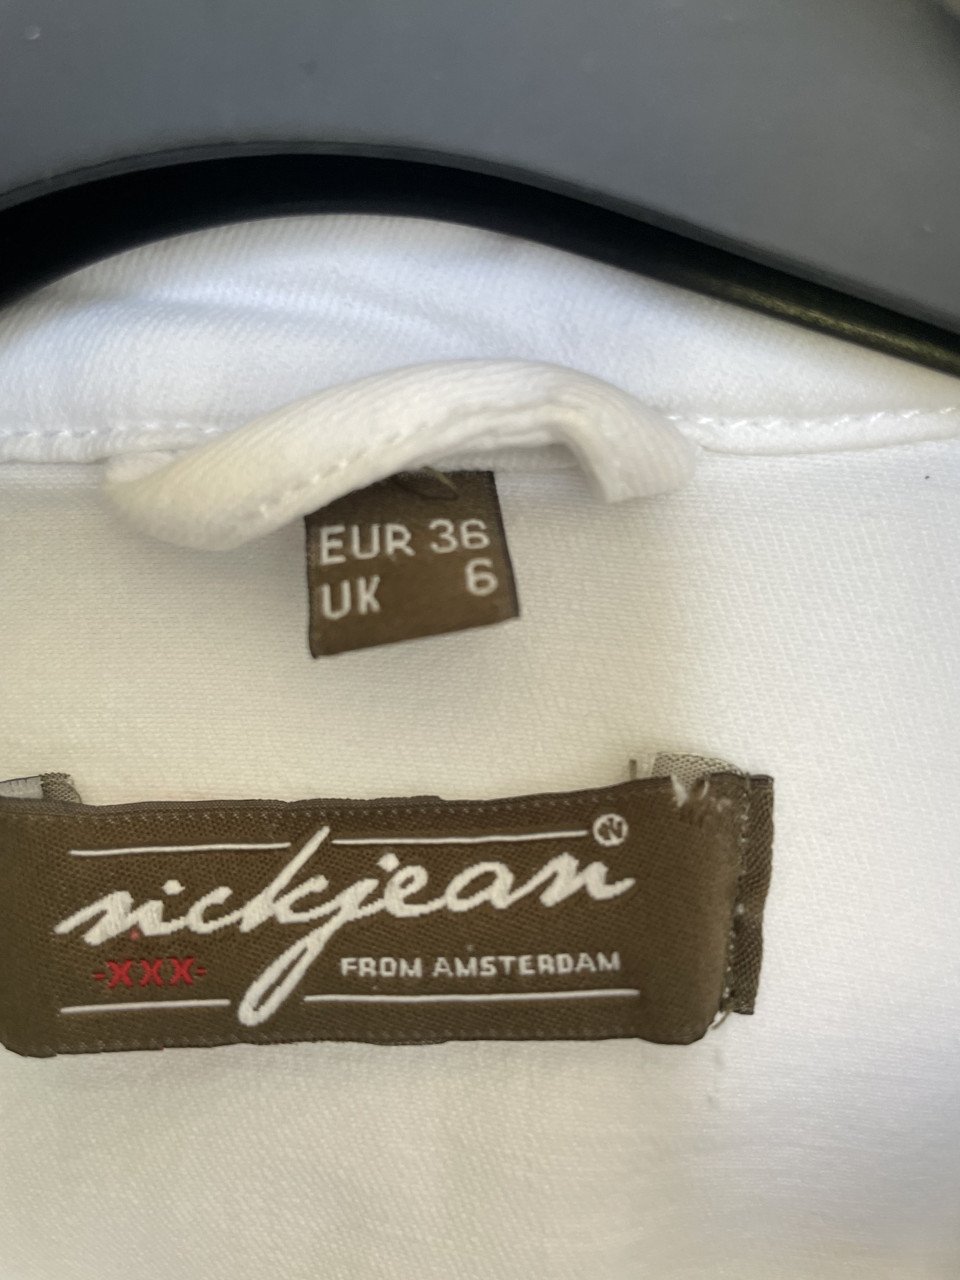 EUR 36
UK 6
nickjean
-XXX- FROM AMSTERDAM